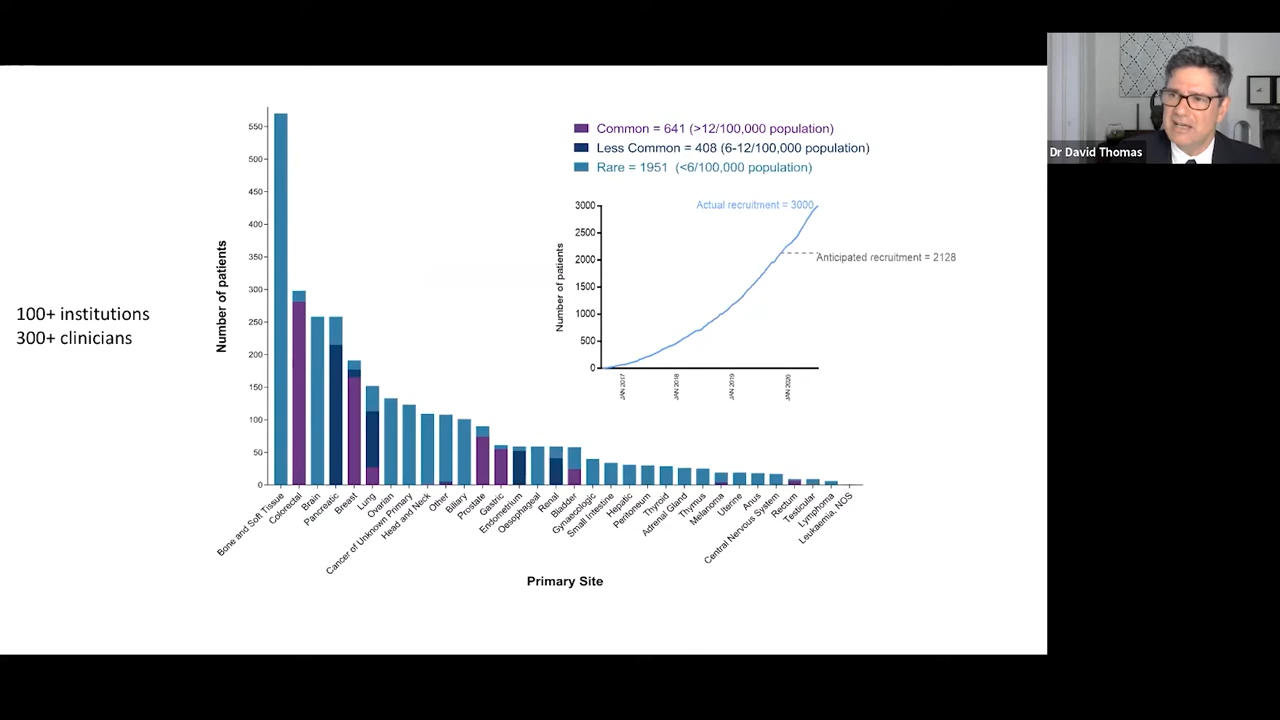 100+ institutions
300+ clinicians
Number of patients
550
500
450
400
350
300
250
200
150
100
50
0
Common = 641 (>12/100,000 population)
Less Common = 408 (6-12/100,000 population)
Rare = 1951 (<6/100,000 population)
Number of patients
3000
2500
2000
1500
1000
500
0
Actual recruitment = 3000
Anticipated recruitment = 2128
JAN 2017
JAN 2018
JAN 2019
JAN 2020
Bone and Soft Tissue
Colorectal
Brain
Pancreatic
Breast
Lung
Ovarian
Cancer of Unknown Primary
Head and Neck
Other
Biliary
Prostate
Gastric
Endometrium
Oesophageal
Renal
Bladder
Gynaecologic
Small Intestine
Hepatic
Peritoneum
Thyroid
Adrenal Gland
Thymus
Melanoma
Uterine
Anus
Central Nervous System
Rectum
Testicular
Lymphoma
Leukaemia, NOS
Primary Site
Dr David Thomas